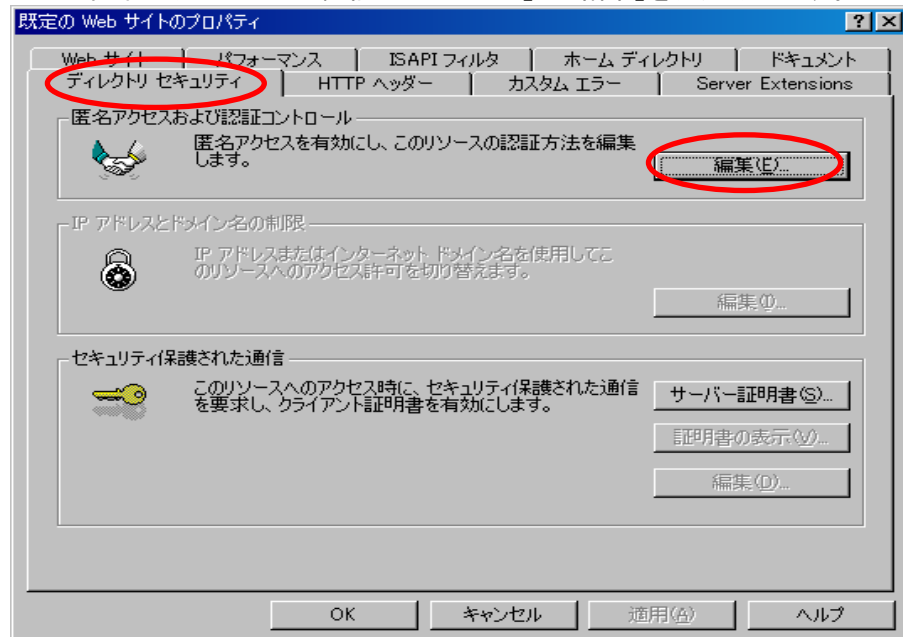 既定の Web サイトのプロパティ
Web サイト パフォーマンス ISAPI フィルタ ホーム ディレクトリ ドキュメント
ディレクトリ セキュリティ HTTP ヘッダー カスタム エラー Server Extensions
匿名アクセスおよび認証コントロール
匿名アクセスを有効にし、このリソースの認証方法を編集
します。
編集(E)...
IP アドレスとドメイン名の制限
IP アドレスまたはインターネット ドメイン名を使用してこ
のリソースへのアクセス許可を切り替えます。
編集(I)...
セキュリティ保護された通信
このリソースへのアクセス時に、セキュリティ保護された通信
を要求し、クライアント証明書を有効にします。
サーバー証明書(S)...
証明書の表示(V)...
編集(D)...
OK キャンセル 適用(A) ヘルプ